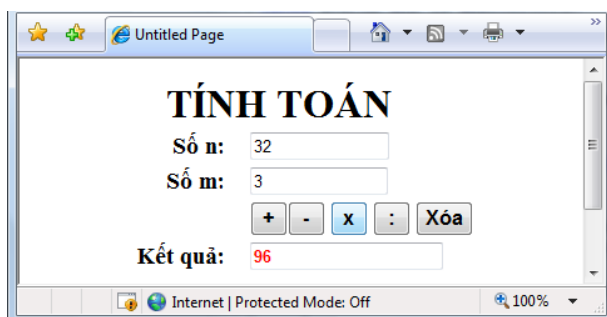 Untitled Page
»
TÍNH TOÁN
Số n: 32
Số m: 3
+ - x : Xóa
Kết quả: 96
Internet | Protected Mode: Off 100%